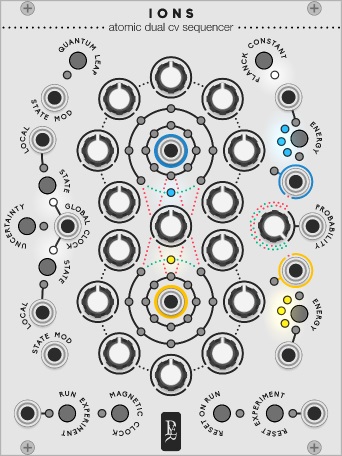 IONS
atomic dual cv sequencer
QUANTUM LEAP
PLANCK CONSTANT
STATE MOD
LOCAL
ENERGY
STATE
UNCERTAINTY
GLOBAL CLOCK
PROBABILITY
STATE
LOCAL
ENERGY
STATE MOD
RUN EXPERIMENT
MAGNETIC CLOCK
RESET ON RUN
RESET EXPERIMENT